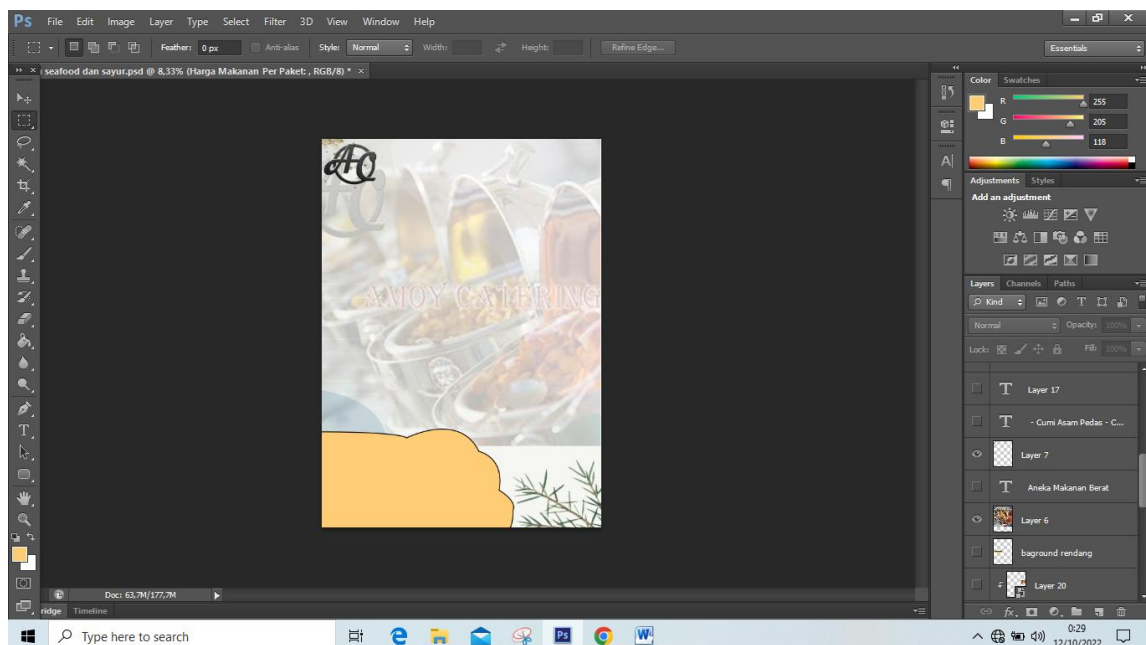 Ps File Edit Image Layer Type Select Filter 3D View Window Help
Feather: 0 px Anti-alias Style: Normal Width: Height: Refine Edge... Essentials
seafood dan sayur.psd @ 8,33% (Harga Makanan Per Paket: , RGB/8) * ×
Color Swatches
R 255
G 205
B 118
Adjustments Styles
Add an adjustment
AQ
AMOY CATERING
Layers Channels Paths
Kind
Normal Opacity: 100%
Lock: Fill: 100%
T Layer 17
T - Cumi Asam Pedas - C...
Layer 7
T Aneka Makanan Berat
Layer 6
baground rendang
Layer 20
Doc: 63,7M/177,7M
ridge Timeline
Type here to search
0:29
12/10/2022